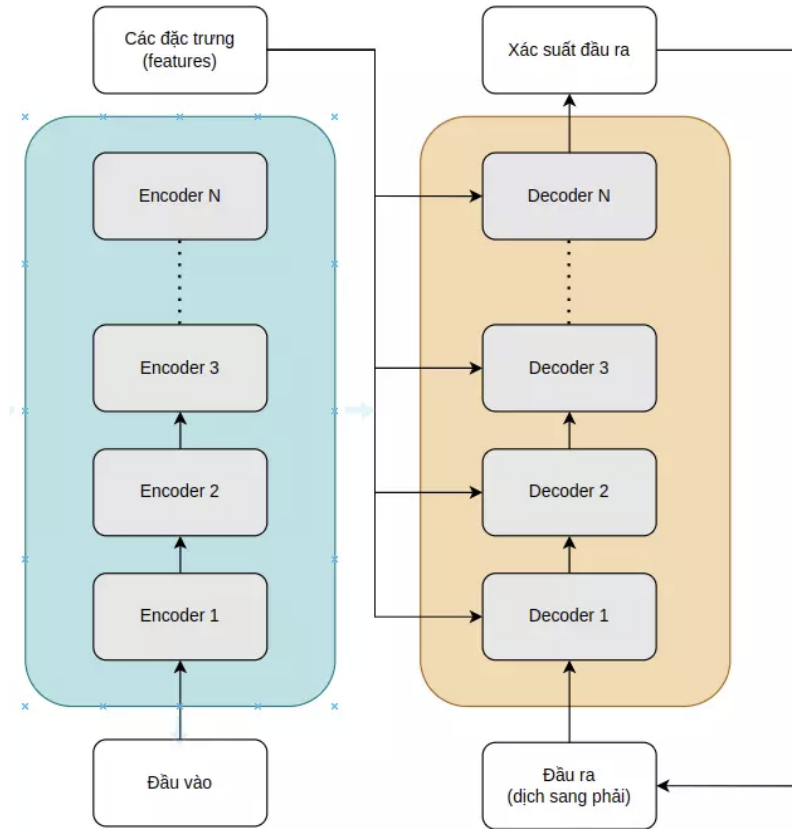 Các đặc trưng
(features)
Xác suất đầu ra
Encoder N
Decoder N
Encoder 3
Decoder 3
Encoder 2
Decoder 2
Encoder 1
Decoder 1
Đầu vào
Đầu ra
(dịch sang phải)